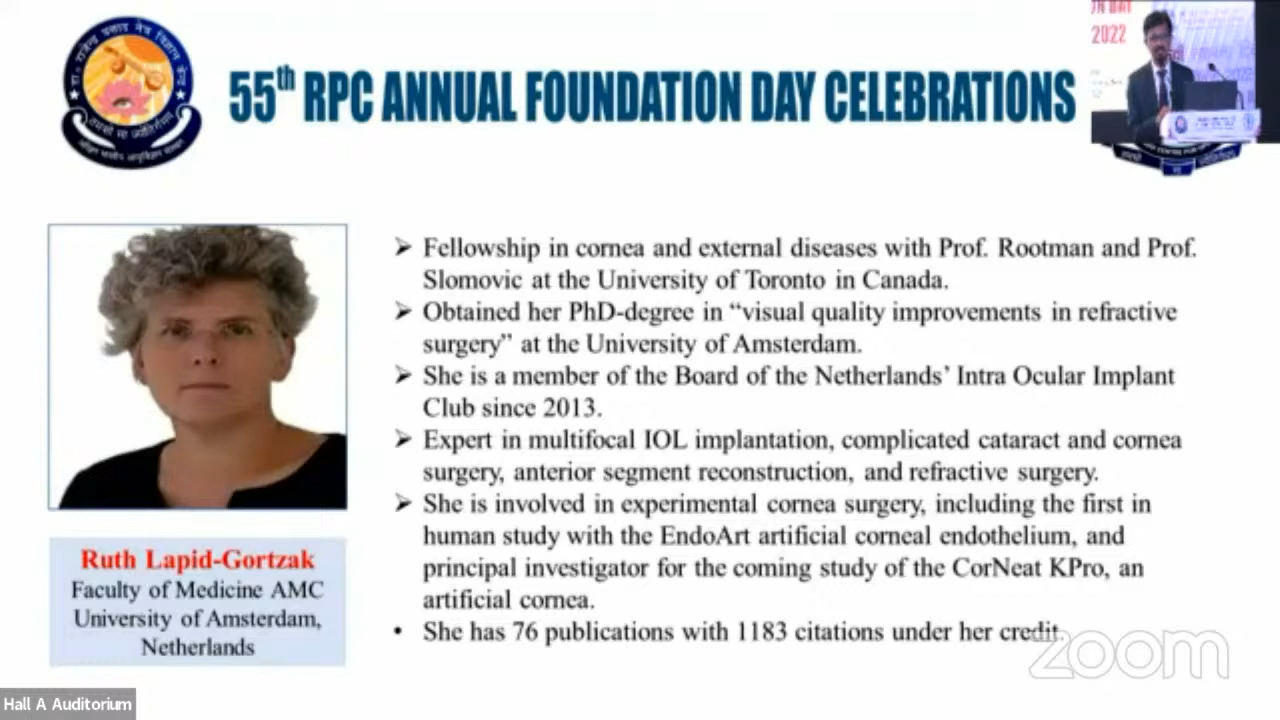 55th RPC ANNUAL FOUNDATION DAY CELEBRATIONS
2022
➢ Fellowship in cornea and external diseases with Prof. Rootman and Prof.
Slomovic at the University of Toronto in Canada.
➢ Obtained her PhD-degree in “visual quality improvements in refractive
surgery” at the University of Amsterdam.
➢ She is a member of the Board of the Netherlands’ Intra Ocular Implant
Club since 2013.
➢ Expert in multifocal IOL implantation, complicated cataract and cornea
surgery, anterior segment reconstruction, and refractive surgery.
➢ She is involved in experimental cornea surgery, including the first in
human study with the EndoArt artificial corneal endothelium, and
principal investigator for the coming study of the CorNeat KPro, an
artificial cornea.
• She has 76 publications with 1183 citations under her credit.
Ruth Lapid-Gortzak
Faculty of Medicine AMC
University of Amsterdam,
Netherlands
zoom
Hall A Auditorium